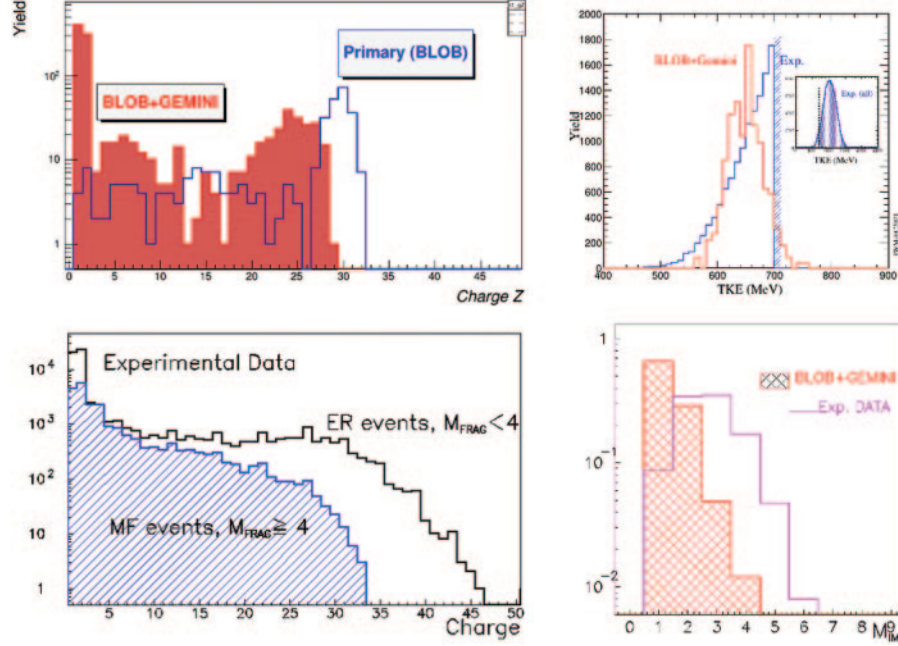 Yield
10²
10
1
Primary (BLOB)
BLOB+GEMINI
0 5 10 15 20 25 30 35 40 45
Charge Z
2000
1800
1600
1400
1200
1000
800
600
400
200
0
Yield
BLOB+Gemini
Exp.
Exp. (all)
TKE (MeV)
400 500 600 700 800 900
TKE (MeV)
10⁴
10³
10²
10
1
Experimental Data
ER events, M_FRAG<4
MF events, M_FRAG≥ 4
5 10 15 20 25 30 35 40 45 50
Charge
1
10⁻¹
10⁻²
BLOB+GEMINI
Exp. DATA
0 1 2 3 4 5 6 7 8 9
M_IM